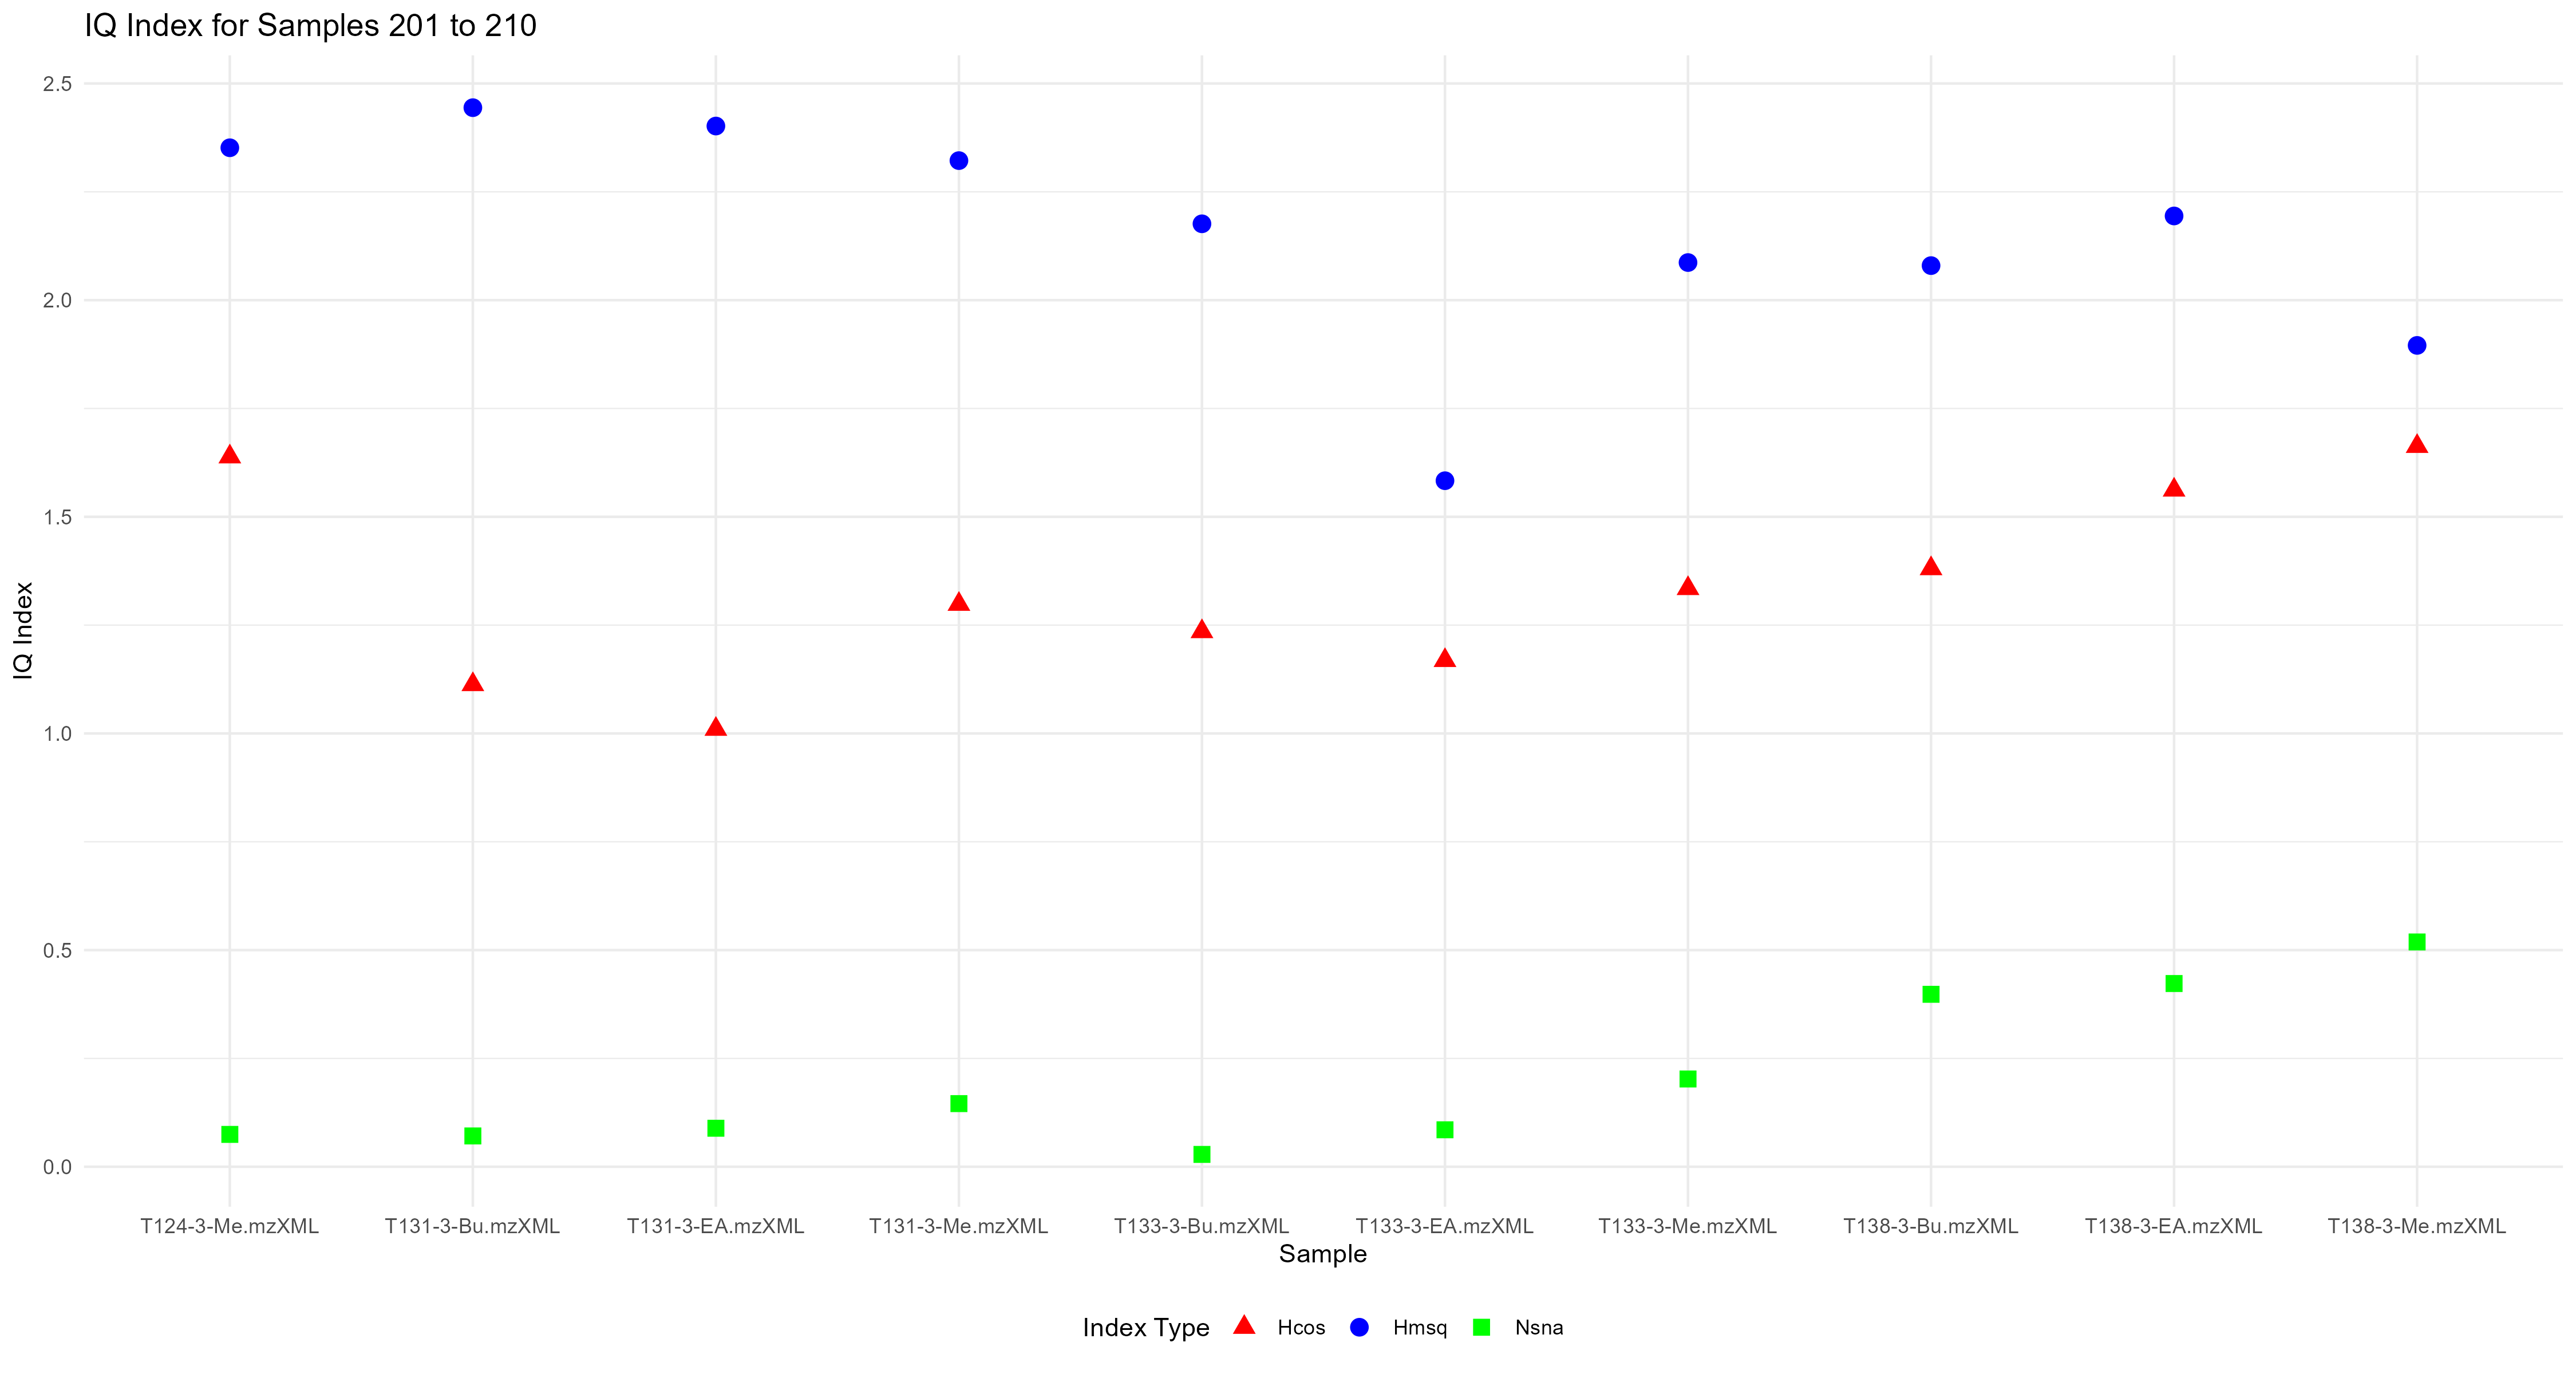 IQ Index for Samples 201 to 210
2.5
2.0
1.5
1.0
0.5
0.0
IQ Index
T124-3-Me.mzXML T131-3-Bu.mzXML T131-3-EA.mzXML T131-3-Me.mzXML T133-3-Bu.mzXML T133-3-EA.mzXML T133-3-Me.mzXML T138-3-Bu.mzXML T138-3-EA.mzXML T138-3-Me.mzXML
Sample
Index Type Hcos Hmsq Nsna